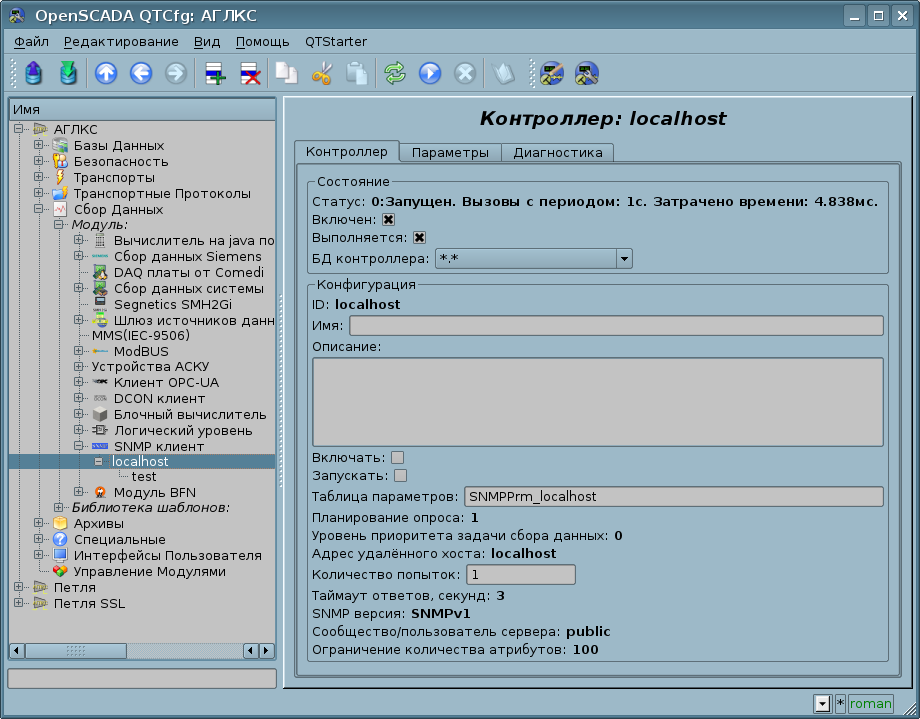 OpenSCADA QTCfg: АГЛКС
Файл Редактирование Вид Помощь QTStarter
Имя
АГЛКС
Базы Данных
Безопасность
Транспорты
Транспортные Протоколы
Сбор Данных
Модуль:
Вычислитель на java по
Сбор данных Siemens
DAQ платы от Comedi
Сбор данных системы
Segnetics SMH2Gi
Шлюз источников данн
MMS(IEC-9506)
ModBUS
Устройства АСКУ
Клиент OPC-UA
DCON клиент
Блочный вычислитель
Логический уровень
SNMP клиент
localhost
test
Модуль BFN
Библиотека шаблонов:
Архивы
Специальные
Интерфейсы Пользователя
Управление Модулями
Петля
Петля SSL
Контроллер: localhost
Контроллер Параметры Диагностика
Состояние
Статус: 0:Запущен. Вызовы с периодом: 1с. Затрачено времени: 4.838мс.
Включен:
Выполняется:
БД контроллера: *.*
Конфигурация
ID: localhost
Имя:
Описание:
Включать:
Запускать:
Таблица параметров: SNMPPrm_localhost
Планирование опроса: 1
Уровень приоритета задачи сбора данных: 0
Адрес удалённого хоста: localhost
Количество попыток: 1
Таймаут ответов, секунд: 3
SNMP версия: SNMPv1
Сообщество/пользователь сервера: public
Ограничение количества атрибутов: 100
* roman